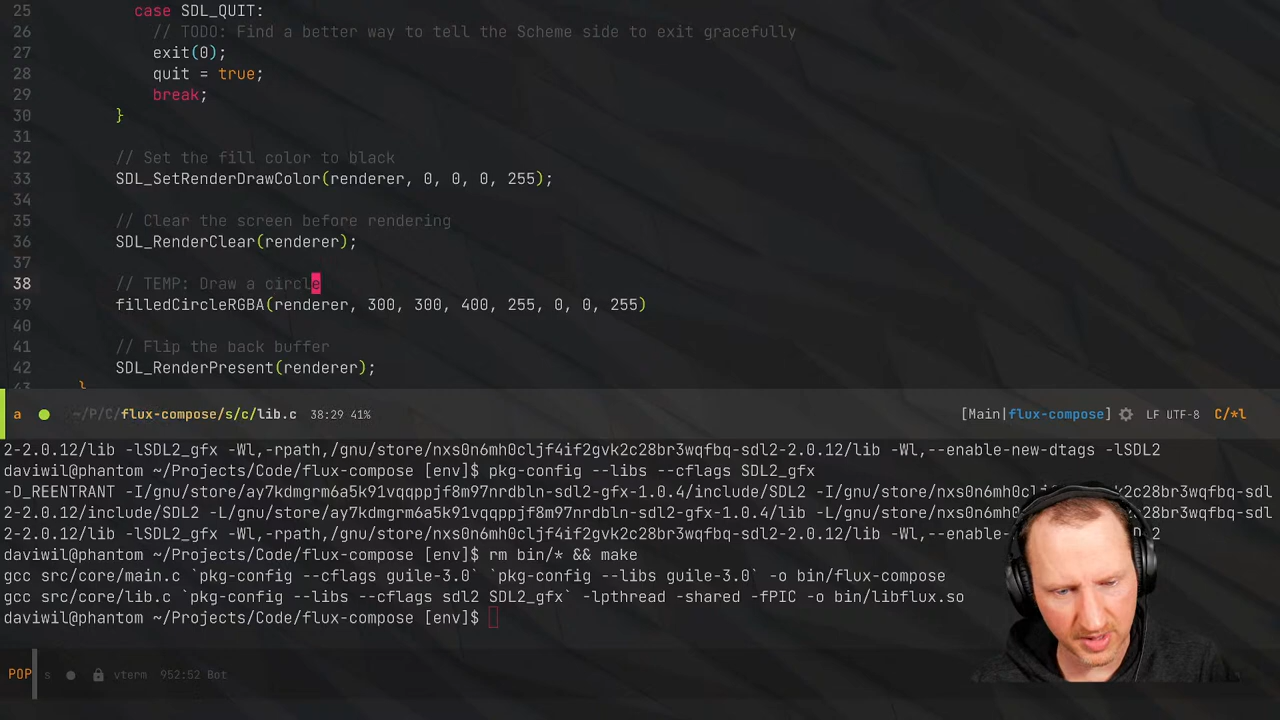 25 case SDL_QUIT:
26 // TODO: Find a better way to tell the Scheme side to exit gracefully
27 exit(0);
28 quit = true;
29 break;
30 }
31
32 // Set the fill color to black
33 SDL_SetRenderDrawColor(renderer, 0, 0, 0, 255);
34
35 // Clear the screen before rendering
36 SDL_RenderClear(renderer);
37
38 // TEMP: Draw a circle
39 filledCircleRGBA(renderer, 300, 300, 400, 255, 0, 0, 255)
40
41 // Flip the back buffer
42 SDL_RenderPresent(renderer);
43 }
a ~/P/C/flux-compose/s/c/lib.c 38:29 41% [Main|flux-compose] LF UTF-8 C/*l
2-2.0.12/lib -lSDL2_gfx -Wl,-rpath,/gnu/store/nxs0n6mh0cljf4if2gvk2c28br3wqfbq-sdl2-2.0.12/lib -Wl,--enable-new-dtags -lSDL2
daviwil@phantom ~/Projects/Code/flux-compose [env]$ pkg-config --libs --cflags SDL2_gfx
-D_REENTRANT -I/gnu/store/ay7kdmgrm6a5k91vqqppjf8m97nrdbln-sdl2-gfx-1.0.4/include/SDL2 -I/gnu/store/nxs0n6mh0clj k2c28br3wqfbq-sdl
2-2.0.12/include/SDL2 -L/gnu/store/ay7kdmgrm6a5k91vqqppjf8m97nrdbln-sdl2-gfx-1.0.4/lib -L/gnu/store/nxs0n6mh 28br3wqfbq-sdl
2-2.0.12/lib -lSDL2_gfx -Wl,-rpath,/gnu/store/nxs0n6mh0cljf4if2gvk2c28br3wqfbq-sdl2-2.0.12/lib -Wl,--enable-n 2
daviwil@phantom ~/Projects/Code/flux-compose [env]$ rm bin/* && make
gcc src/core/main.c `pkg-config --cflags guile-3.0` `pkg-config --libs guile-3.0` -o bin/flux-compose
gcc src/core/lib.c `pkg-config --libs --cflags sdl2 SDL2_gfx` -lpthread -shared -fPIC -o bin/libflux.so
daviwil@phantom ~/Projects/Code/flux-compose [env]$
POP s vterm 952:52 Bot